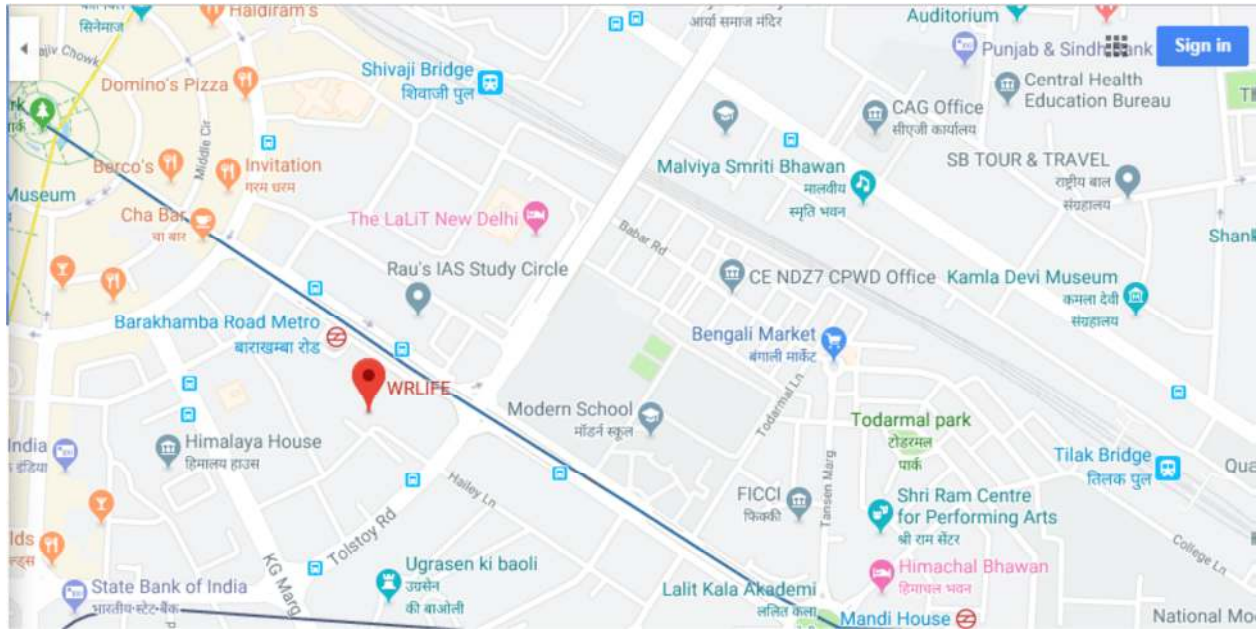 सिनेमाज
Haldiram's
Domino's Pizza
Shivaji Bridge
शिवाजी पुल
आर्या समाज मंदिर
Auditorium
Punjab & Sindh Bank
Sign in
Central Health
Education Bureau
CAG Office
सीएजी कार्यालय
पार्क
Middle Cir
Berco's
Invitation
गरम धरम
Malviya Smriti Bhawan
मालवीय
स्मृति भवन
SB TOUR & TRAVEL
राष्ट्रीय बाल
संग्रहालय
Museum
Cha Bar
चा बार
The LaLiT New Delhi
Babar Rd
Rau's IAS Study Circle
CE NDZ7 CPWD Office
Kamla Devi Museum
कमला देवी
संग्रहालय
Barakhamba Road Metro
बाराखम्बा रोड
Bengali Market
बंगाली मार्केट
WRLIFE
Modern School
मॉडर्न स्कूल
Todarmal Ln
Todarmal park
टोडरमल
पार्क
India
Himalaya House
हिमालय हाउस
Tilak Bridge
तिलक पुल
Hailey Ln
FICCI
फिक्की
Tansen Marg
Shri Ram Centre
for Performing Arts
श्री राम सेंटर
Tolstoy Rd
KG Marg
College Ln
Ugrasen ki baoli
उग्रसेन
की बाओली
Himachal Bhawan
हिमाचल भवन
State Bank of India
भारतीय स्टेट बैंक
Lalit Kala Akademi
ललित कला
Mandi House
National Mo